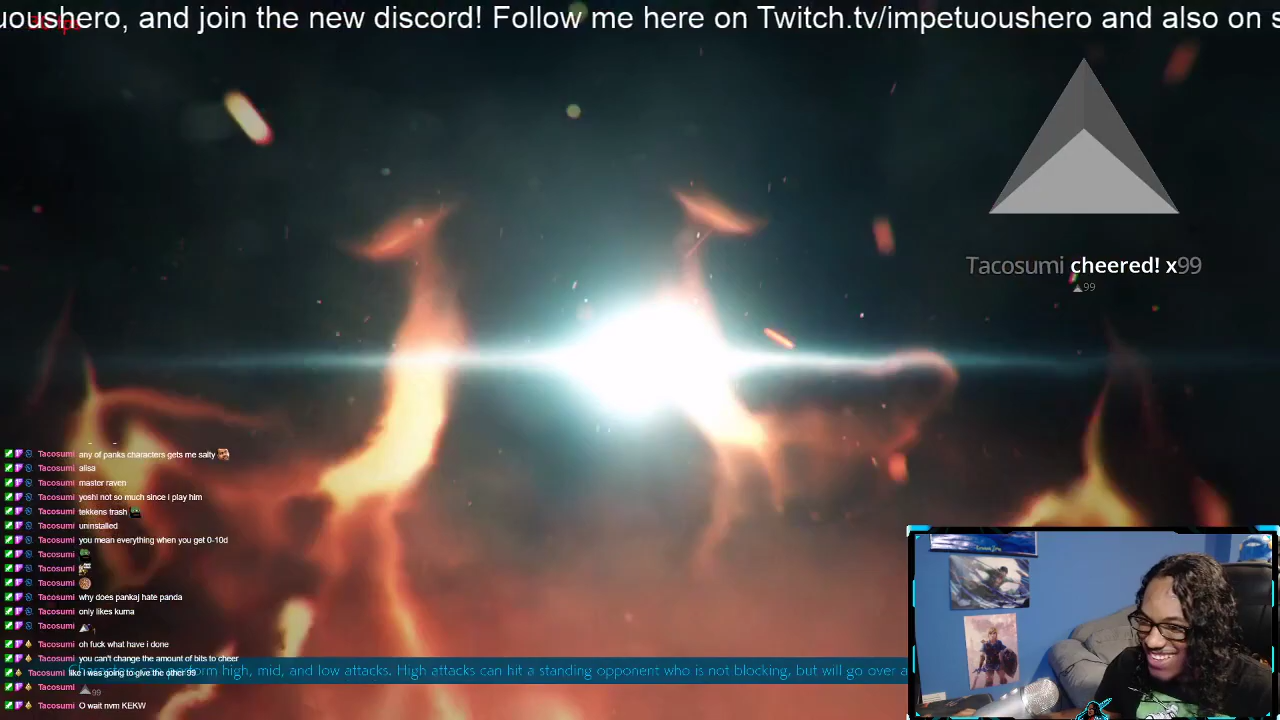 uoushero, and join the new discord! Follow me here on Twitch.tv/impetuoushero and also on s
Tacosumi cheered! x99
99
Tacosumi any of panks characters gets me salty
Tacosumi alisa
Tacosumi master raven
Tacosumi yoshi not so much since i play him
Tacosumi tekkens trash
Tacosumi uninstalled
Tacosumi you mean everything when you get 0-10d
Tacosumi
Tacosumi
Tacosumi
Tacosumi why does pankaj hate panda
Tacosumi only likes kuma
Tacosumi 1
Tacosumi oh fuck what have i done
Tacosumi you can't change the amount of bits to cheer
Tacosumi like I was going to give the other 99
Tacosumi 99
Tacosumi O wait nvm KEKW
high, mid, and low attacks. High attacks can hit a standing opponent who is not blocking, but will go over a